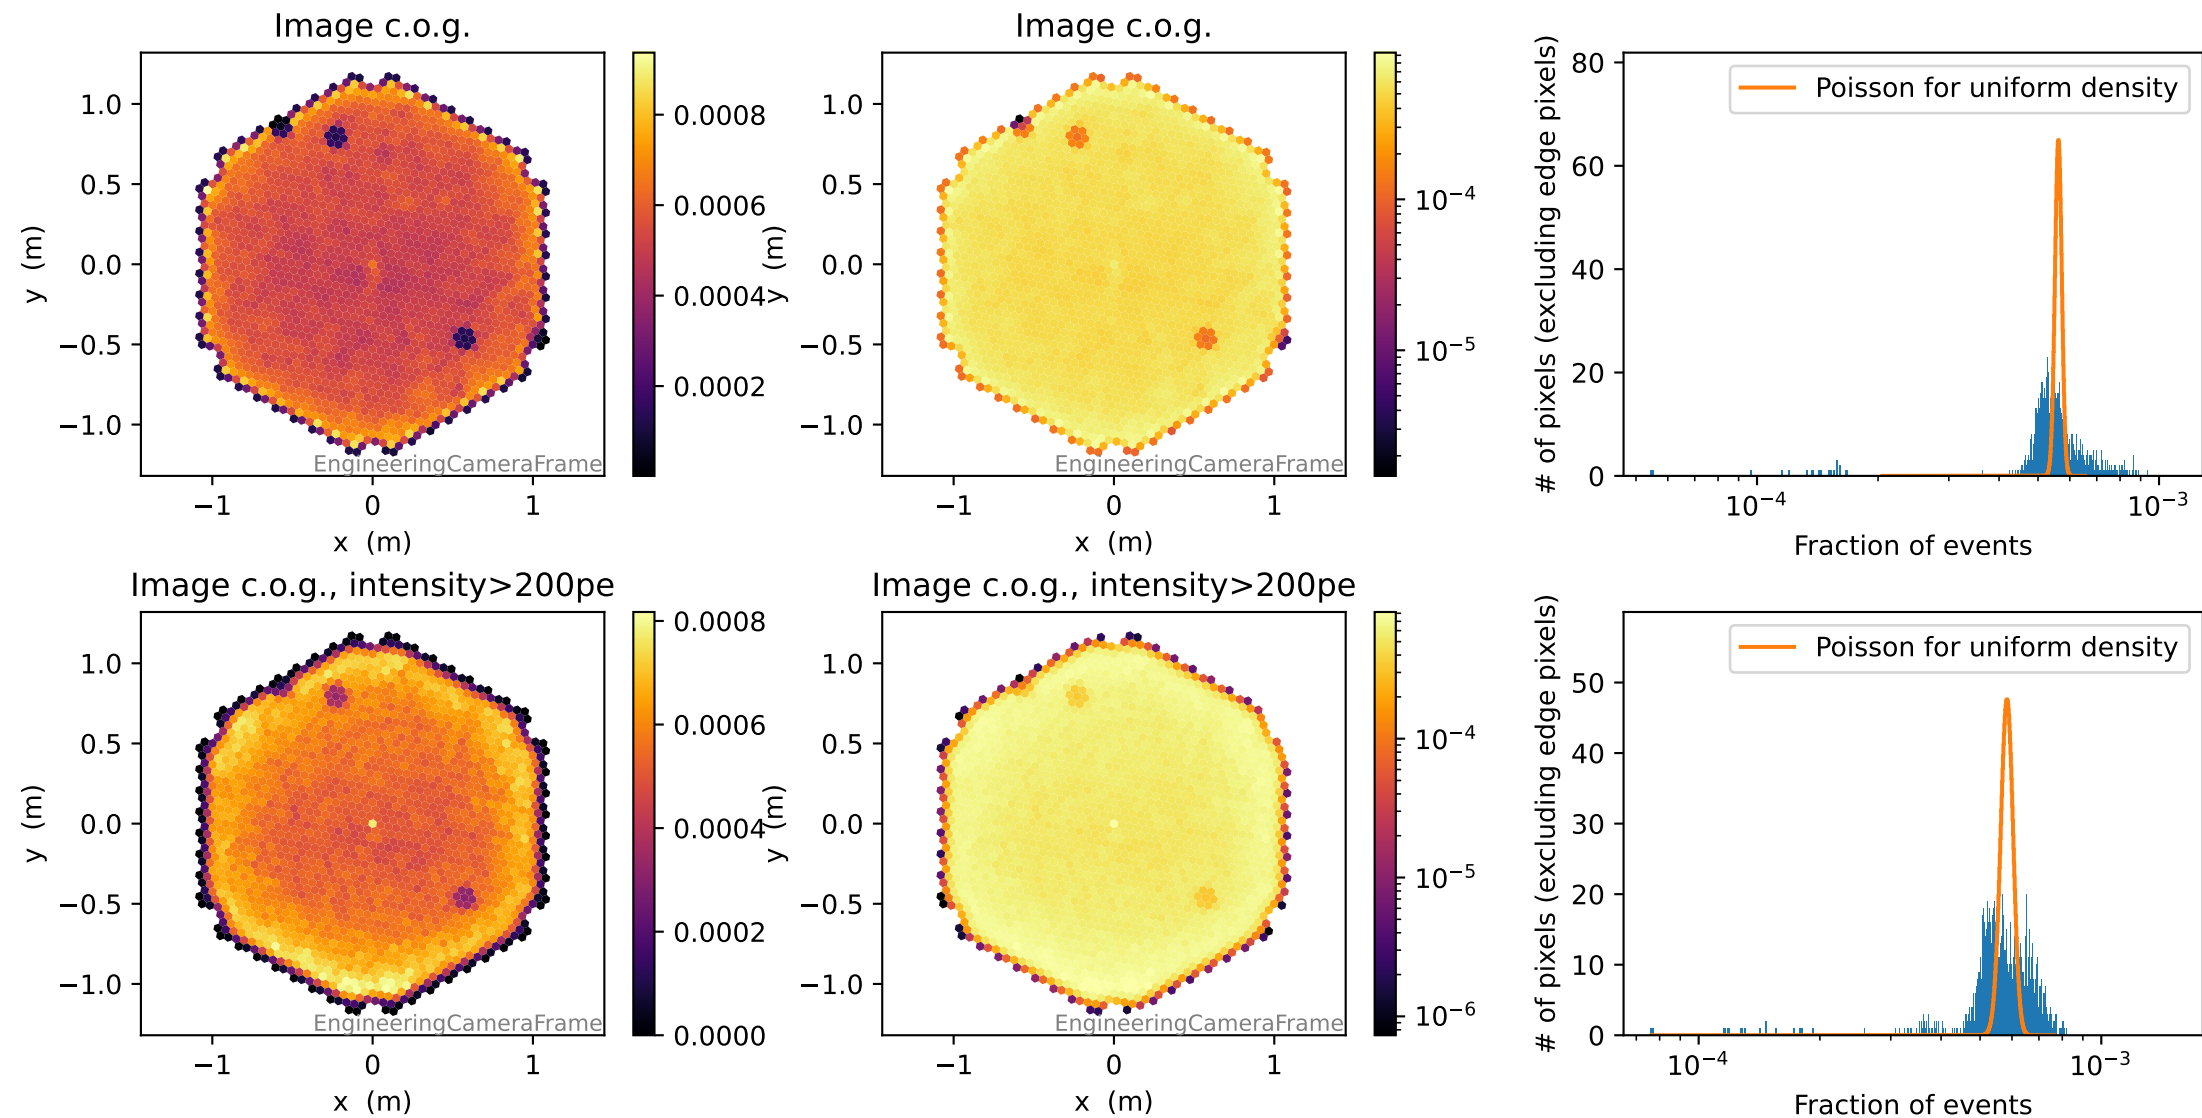 Image c.o.g.
1.0
0.5
0.0
−0.5
−1.0
y (m)
−1
0
1
x (m)
EngineeringCameraFrame
0.0008
0.0006
0.0004
0.0002
Image c.o.g.
y (m)
−1
0
1
x (m)
1.0
0.5
0.0
−0.5
−1.0
EngineeringCameraFrame
10−4
10−5
# of pixels (excluding edge pixels)
80
60
40
20
0
Poisson for uniform density
10−4
10−3
Fraction of events
Image c.o.g., intensity>200pe
1.0
0.5
0.0
−0.5
−1.0
y (m)
−1
0
1
x (m)
EngineeringCameraFrame
0.0008
0.0006
0.0004
0.0002
0.0000
Image c.o.g., intensity>200pe
y (m)
1.0
0.5
0.0
−0.5
−1.0
−1
0
1
x (m)
EngineeringCameraFrame
10−4
10−5
10−6
# of pixels (excluding edge pixels)
50
40
30
20
10
0
Poisson for uniform density
10−4
10−3
Fraction of events